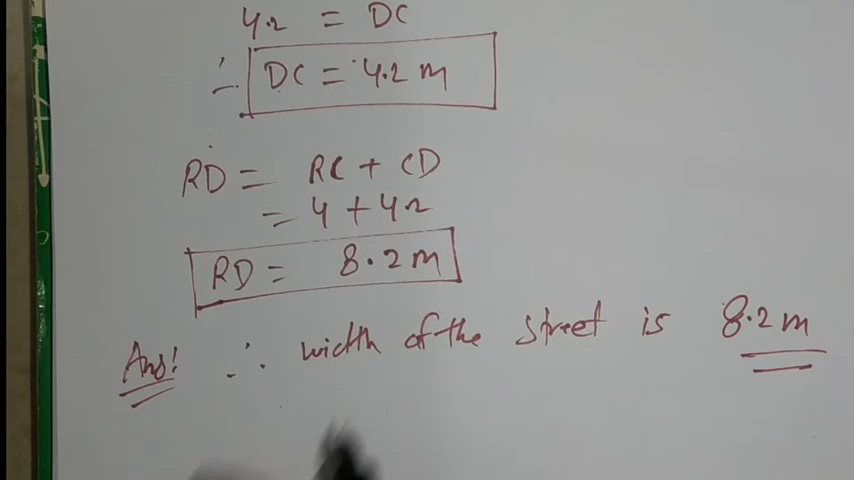 4.2 = DC
∴ DC = 4.2 m
RD = RC + CD
= 4 + 4.2
RD = 8.2 m
Ans! ∴ width of the street is 8.2 m